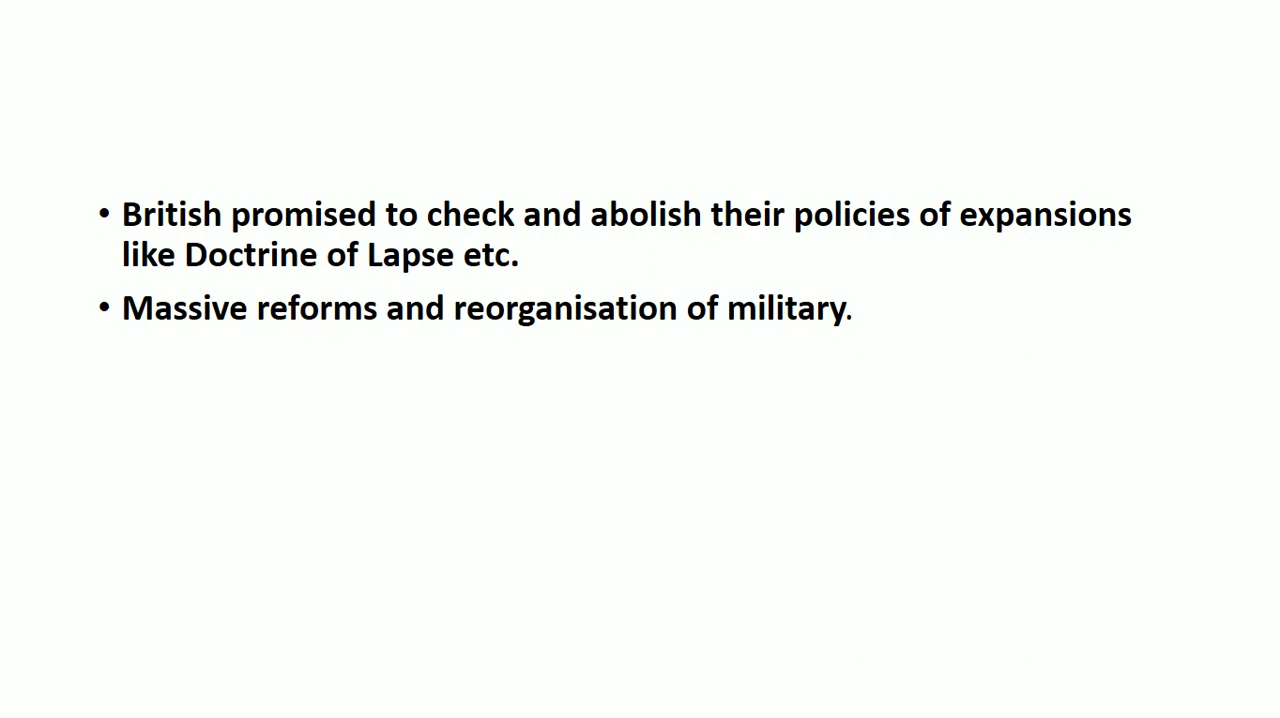 • British promised to check and abolish their policies of expansions
like Doctrine of Lapse etc.
• Massive reforms and reorganisation of military.